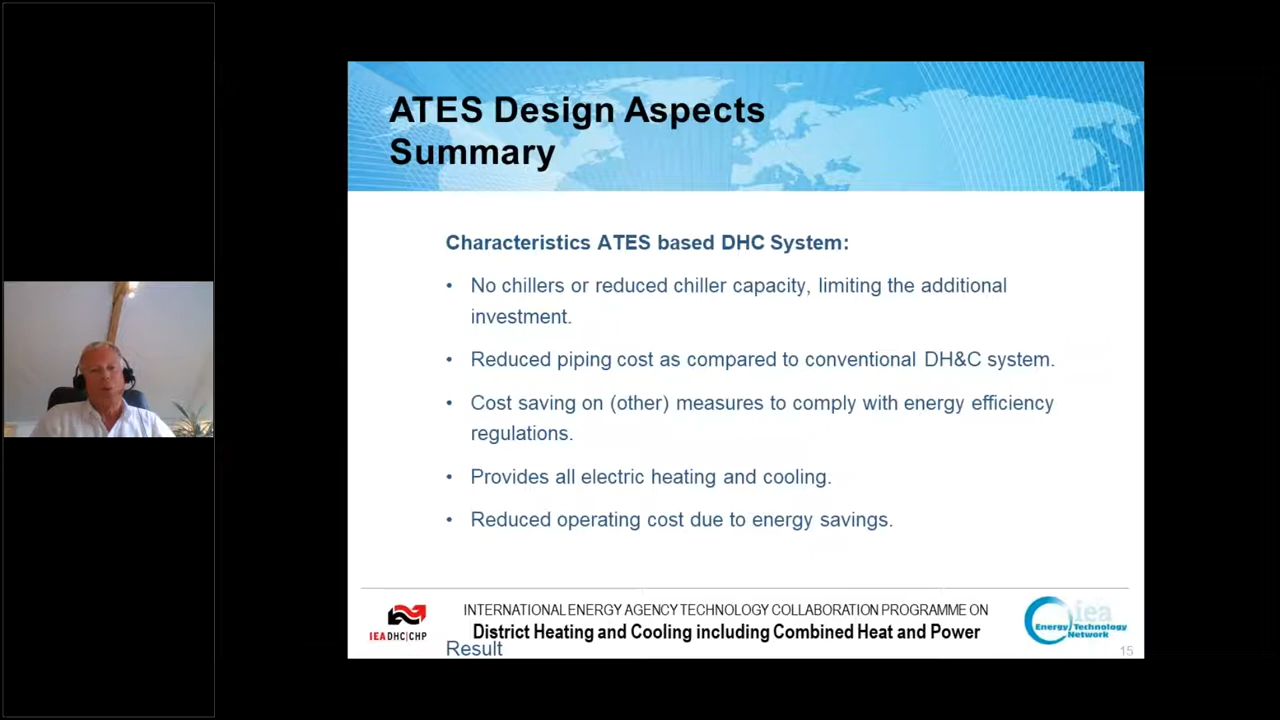 ATES Design Aspects
Summary
Characteristics ATES based DHC System:
• No chillers or reduced chiller capacity, limiting the additional
investment.
• Reduced piping cost as compared to conventional DH&C system.
• Cost saving on (other) measures to comply with energy efficiency
regulations.
• Provides all electric heating and cooling.
• Reduced operating cost due to energy savings.
IEADHC|CHP
INTERNATIONAL ENERGY AGENCY TECHNOLOGY COLLABORATION PROGRAMME ON
District Heating and Cooling including Combined Heat and Power
iea
Energy Technology
Network
Result
15